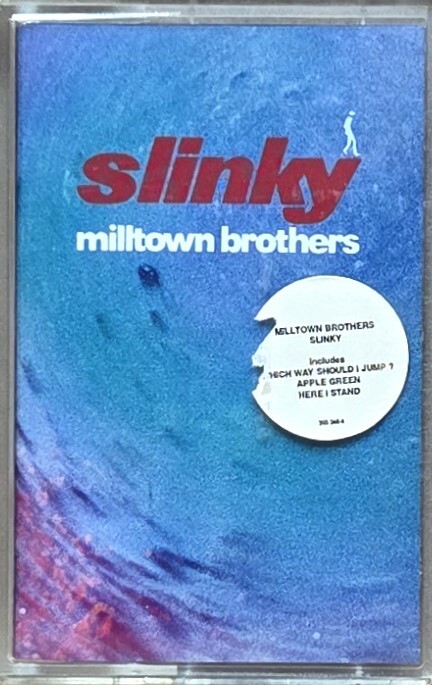 slinky
milltown brothers
MILLTOWN BROTHERS
SLINKY
includes
HICH WAY SHOULD I JUMP ?
APPLE GREEN
HERE I STAND